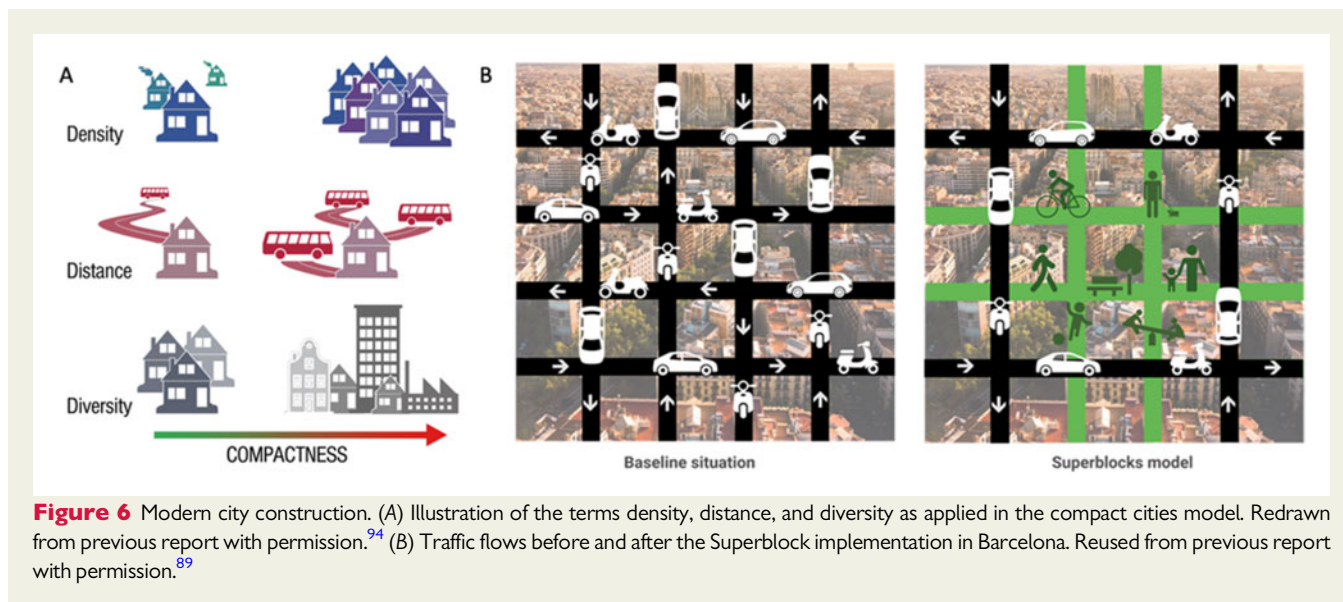 A
Density
Distance
Diversity
COMPACTNESS
B
Baseline situation
Superblocks model
Figure 6 Modern city construction. (A) Illustration of the terms density, distance, and diversity as applied in the compact cities model. Redrawn
from previous report with permission.94 (B) Traffic flows before and after the Superblock implementation in Barcelona. Reused from previous report
with permission.89